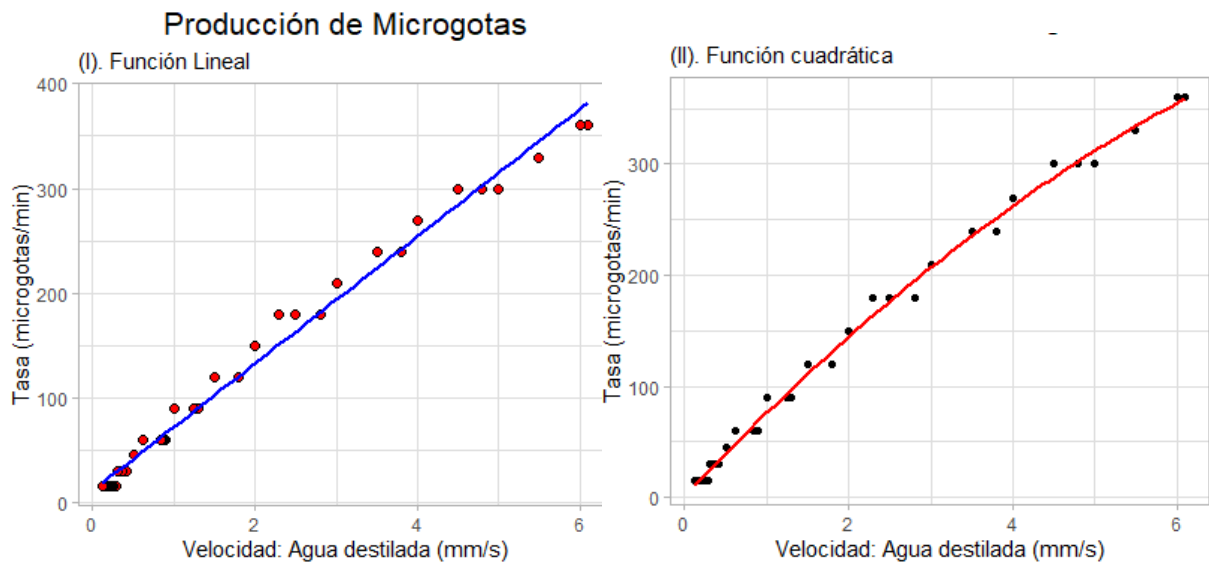 Producción de Microgotas
(I). Función Lineal
400
300
200
100
0
Tasa (microgotas/min)
0
2
4
6
Velocidad: Agua destilada (mm/s)
(II). Función cuadrática
300
200
100
0
Tasa (microgotas/min)
0
2
4
6
Velocidad: Agua destilada (mm/s)